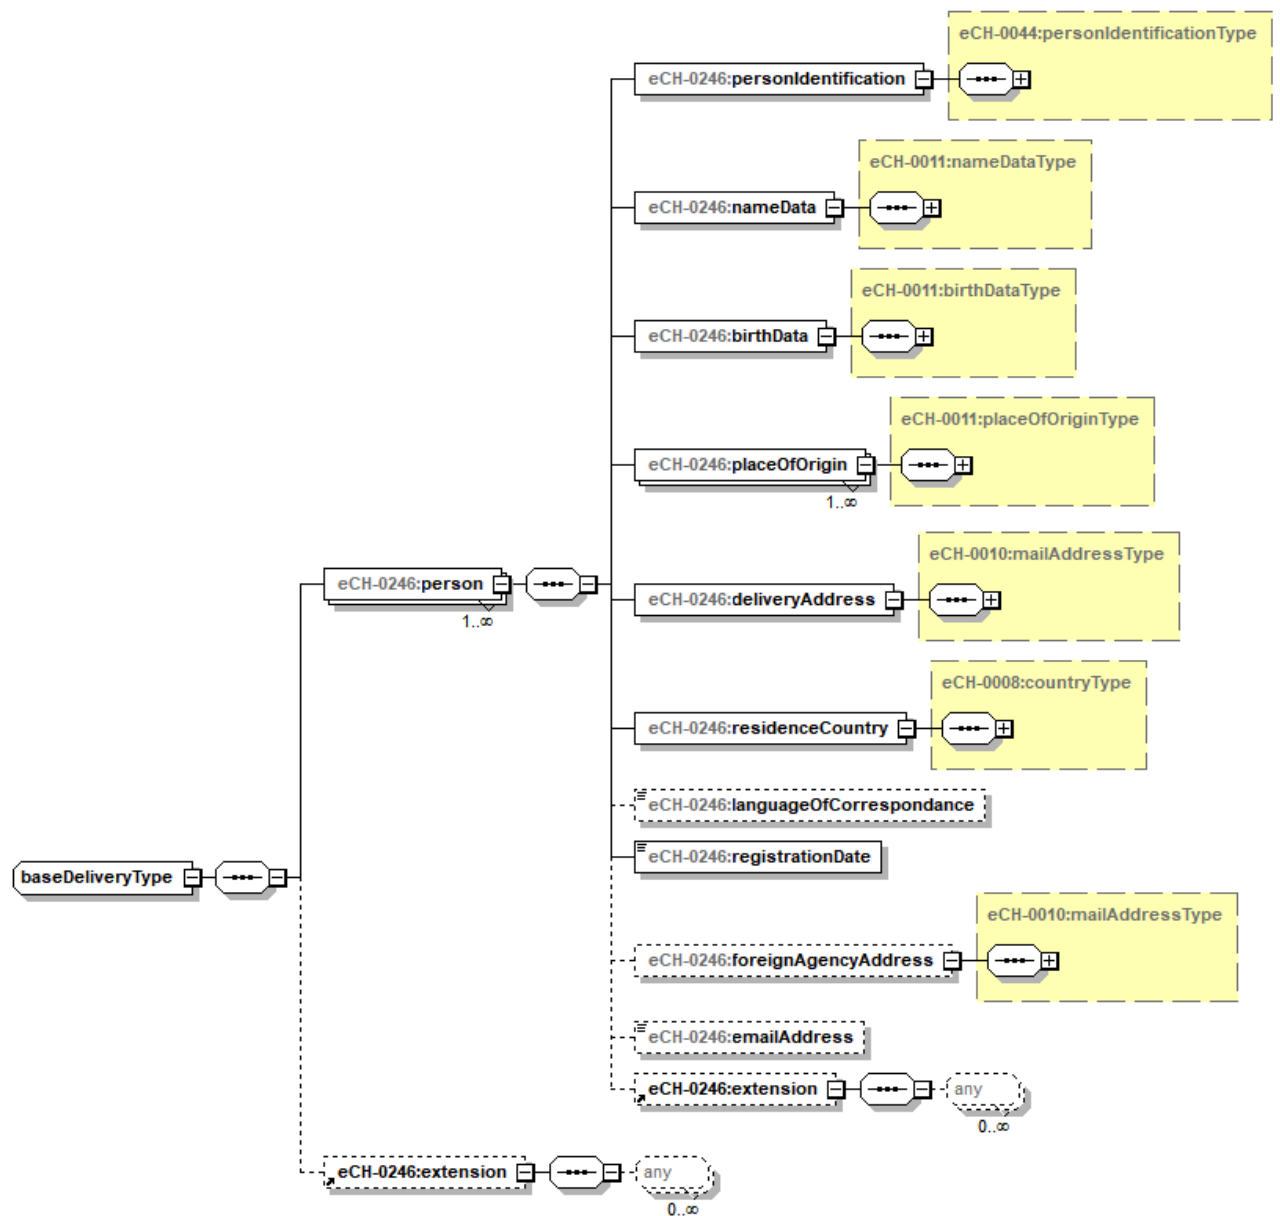 eCH-0044:personIdentificationType
eCH-0246:personIdentification
eCH-0011:nameDataType
eCH-0246:nameData
eCH-0011:birthDataType
eCH-0246:birthData
eCH-0011:placeOfOriginType
eCH-0246:placeOfOrigin
1..∞
eCH-0010:mailAddressType
eCH-0246:person
1..∞
eCH-0246:deliveryAddress
eCH-0008:countryType
eCH-0246:residenceCountry
eCH-0246:languageOfCorrespondance
eCH-0246:registrationDate
baseDeliveryType
eCH-0010:mailAddressType
eCH-0246:foreignAgencyAddress
eCH-0246:emailAddress
eCH-0246:extension
any
0..∞
eCH-0246:extension
any
0..∞